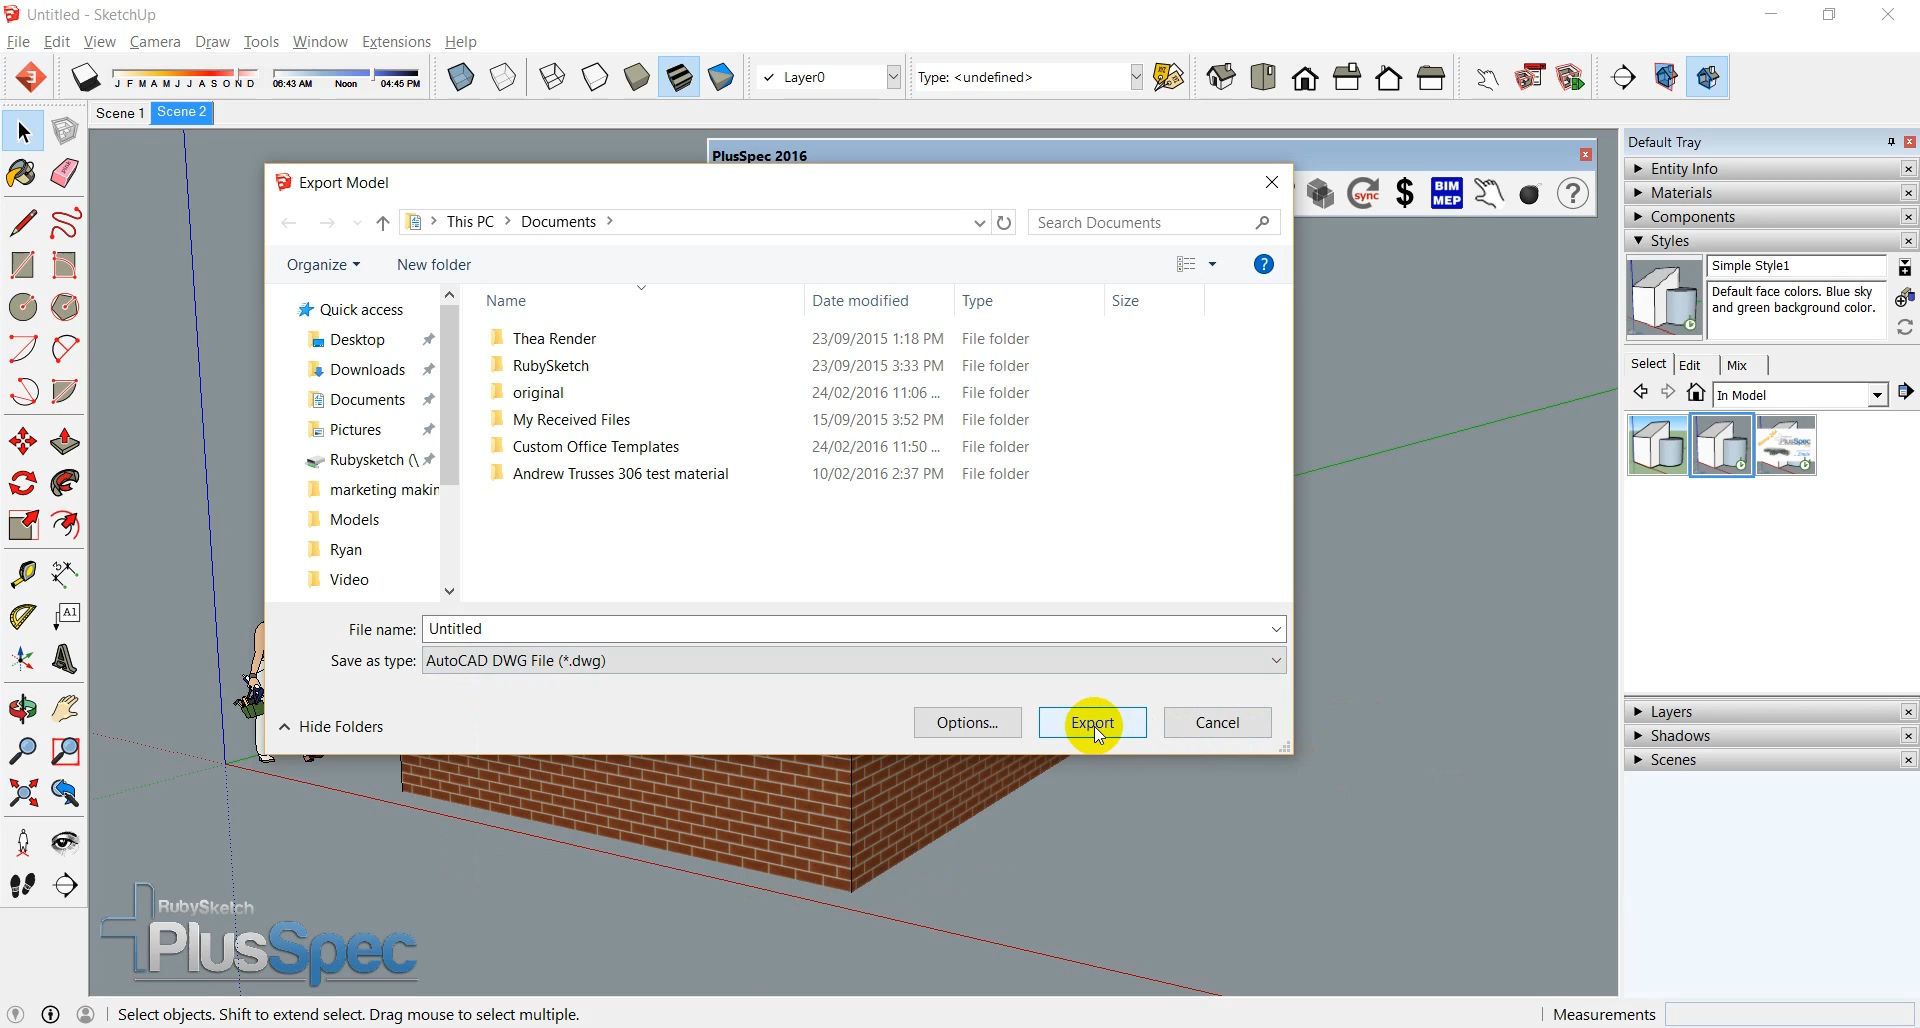 Untitled - SketchUp
File Edit View Camera Draw Tools Window Extensions Help
J F M A M J J A S O N D
06:43 AM Noon 04:45 PM
Layer0
Type: <undefined>
Scene 1 Scene 2
PlusSpec 2016
sync $ BIM MEP ?
Export Model
This PC > Documents >
Search Documents
Organize
New folder
?
Quick access
Desktop
Downloads
Documents
Pictures
Rubysketch (\
marketing makin
Models
Ryan
Video
Name Date modified Type Size
Thea Render 23/09/2015 1:18 PM File folder
RubySketch 23/09/2015 3:33 PM File folder
original 24/02/2016 11:06 ... File folder
My Received Files 15/09/2015 3:52 PM File folder
Custom Office Templates 24/02/2016 11:50 ... File folder
Andrew Trusses 306 test material 10/02/2016 2:37 PM File folder
File name: Untitled
Save as type: AutoCAD DWG File (*.dwg)
Hide Folders
Options... Export Cancel
Default Tray
Entity Info
Materials
Components
Styles
Simple Style1
Default face colors. Blue sky
and green background color.
Select Edit Mix
In Model
PlusSpec
Layers
Shadows
Scenes
A1
RubySketch
PlusSpec
Select objects. Shift to extend select. Drag mouse to select multiple.
Measurements